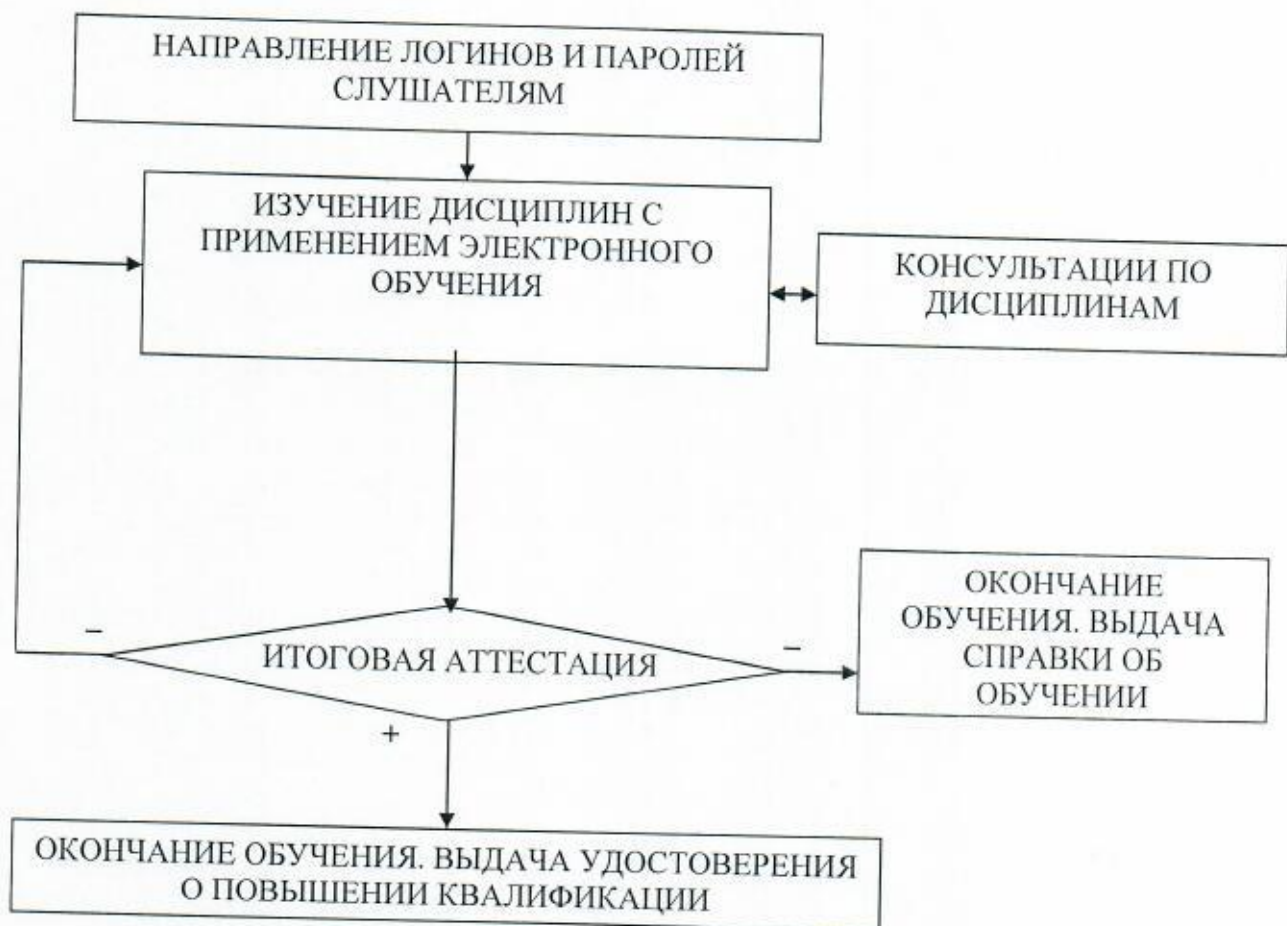 НАПРАВЛЕНИЕ ЛОГИНОВ И ПАРОЛЕЙ
СЛУШАТЕЛЯМ
ИЗУЧЕНИЕ ДИСЦИПЛИН С
ПРИМЕНЕНИЕМ ЭЛЕКТРОННОГО
ОБУЧЕНИЯ
КОНСУЛЬТАЦИИ ПО
ДИСЦИПЛИНАМ
–
ИТОГОВАЯ АТТЕСТАЦИЯ
–
+
ОКОНЧАНИЕ
ОБУЧЕНИЯ. ВЫДАЧА
СПРАВКИ ОБ
ОБУЧЕНИИ
ОКОНЧАНИЕ ОБУЧЕНИЯ. ВЫДАЧА УДОСТОВЕРЕНИЯ
О ПОВЫШЕНИИ КВАЛИФИКАЦИИ